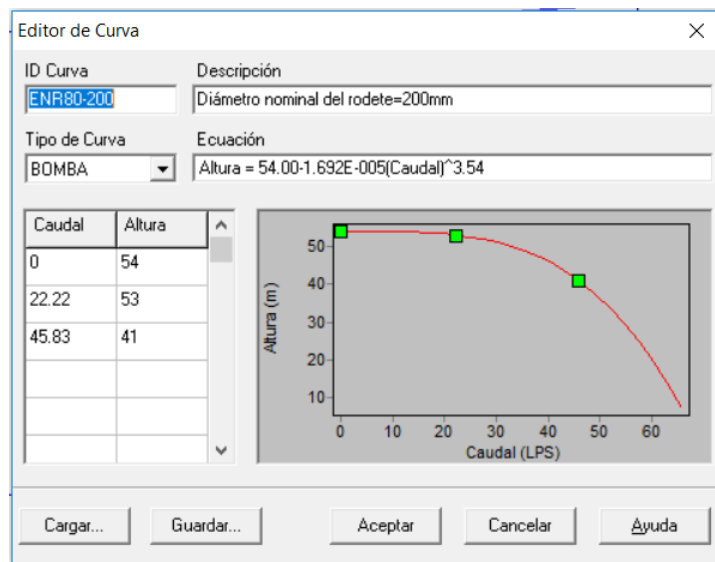 Editor de Curva
ID Curva
Descripción
ENR80-200
Diámetro nominal del rodete=200mm
Tipo de Curva
Ecuación
BOMBA
Altura = 54.00-1.692E-005(Caudal)^3.54
Caudal Altura
0 54
22.22 53
45.83 41
50
40
30
20
10
Altura (m)
0 10 20 30 40 50 60
Caudal (LPS)
Cargar... Guardar... Aceptar Cancelar Ayuda